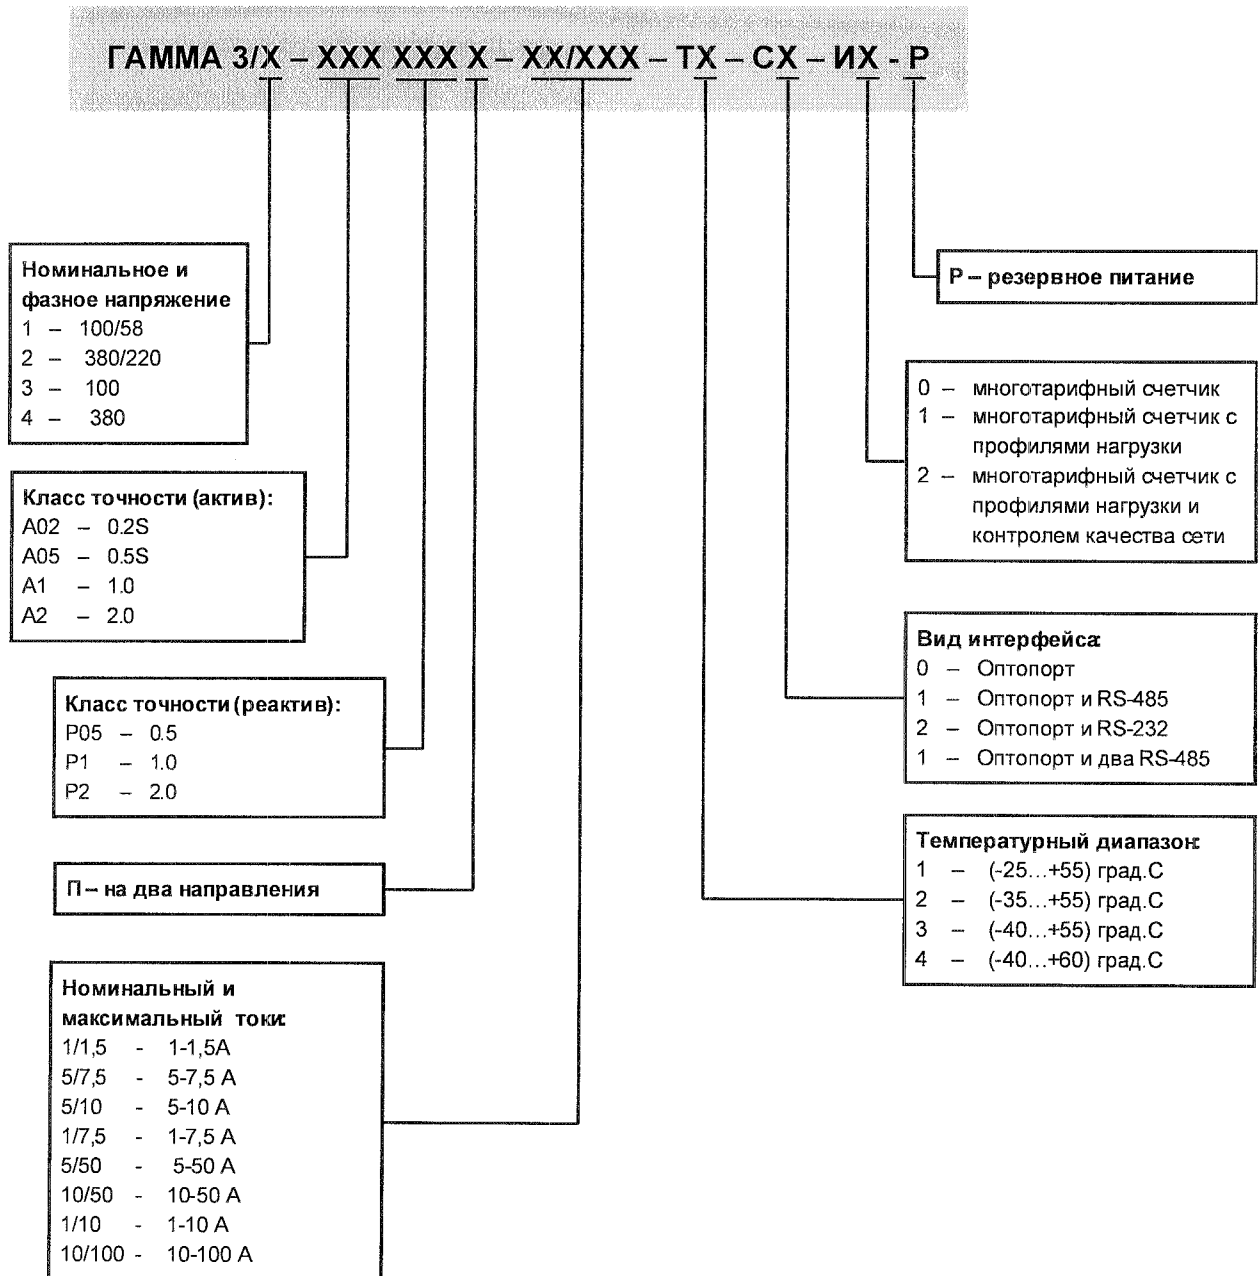 ГАММА 3/Х – ХХХ ХХХ Х – ХХ/ХХХ – ТХ – СХ – ИХ - Р
Номинальное и
фазное напряжение
1 – 100/58
2 – 380/220
3 – 100
4 – 380
Класс точности (актив):
А02 – 0.2S
А05 – 0.5S
А1 – 1.0
А2 – 2.0
Класс точности (реактив):
Р05 – 0.5
Р1 – 1.0
Р2 – 2.0
П – на два направления
Номинальный и
максимальный токи:
1/1,5 - 1-1,5А
5/7,5 - 5-7,5 А
5/10 - 5-10 А
1/7,5 - 1-7,5 А
5/50 - 5-50 А
10/50 - 10-50 А
1/10 - 1-10 А
10/100 - 10-100 А
Р – резервное питание
0 – многотарифный счетчик
1 – многотарифный счетчик с
профилями нагрузки
2 – многотарифный счетчик с
профилями нагрузки и
контролем качества сети
Вид интерфейса:
0 – Оптопорт
1 – Оптопорт и RS-485
2 – Оптопорт и RS-232
1 – Оптопорт и два RS-485
Температурный диапазон:
1 – (-25...+55) град.С
2 – (-35...+55) град.С
3 – (-40...+55) град.С
4 – (-40...+60) град.С